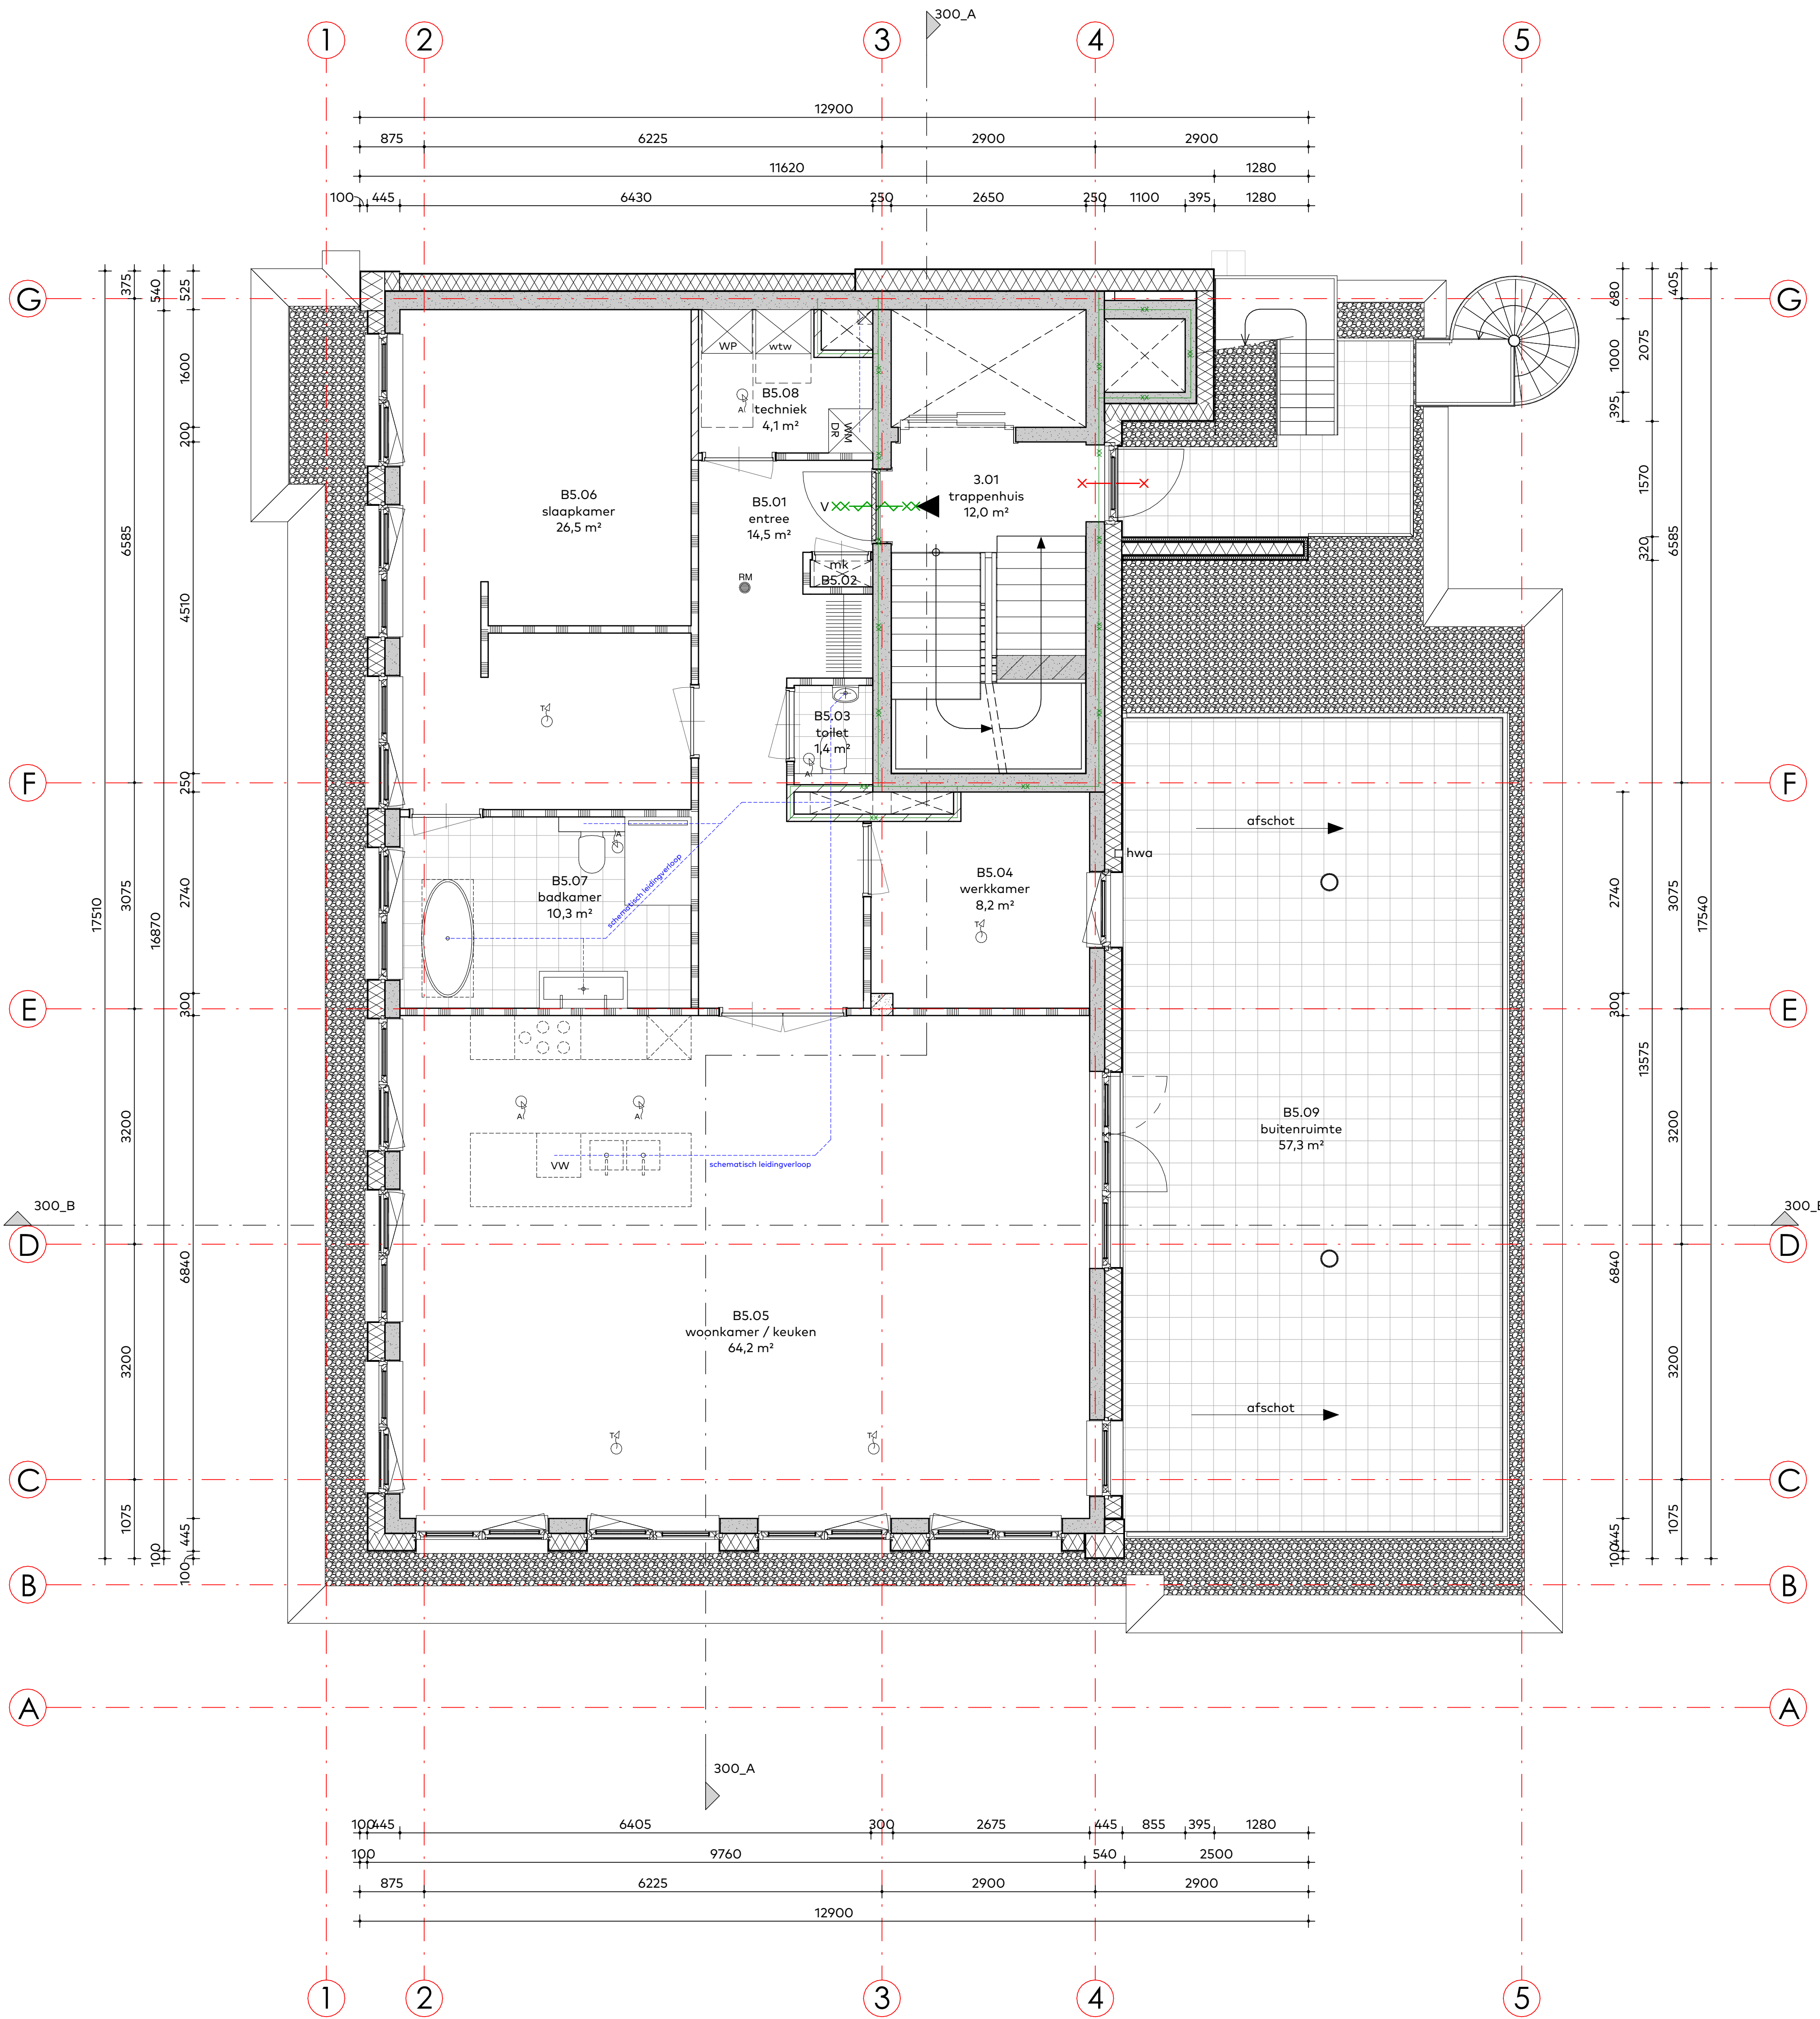 300_A
1 2 3 4 5
12900
875 6225 2900 2900
11620 1280
100 445 6430 250 2650 250 1100 395 1280
G
G
F
F
E
E
D
D
C
C
B
B
A
A
375
6585
3075
3200
3200
1075
17510
540
16870
100
525
1600
200
4510
250
2740
300
6840
445
100
680
1000
395
2740
300
6840
445
100
2075
1570
320
13575
405
6585
3075
3200
3200
1075
17540
WP
wtw
B5.08
techniek
4,1 m²
A
WM
DR
B5.06
slaapkamer
26,5 m²
B5.01
entree
14,5 m²
V
3.01
trappenhuis
12,0 m²
mk
B5.02
RM
T
B5.03
toilet
1,4 m²
A
afschot
hwa
A
B5.07
badkamer
10,3 m²
schematisch leidingverloop
B5.04
werkkamer
8,2 m²
T
A
A
VW
schematisch leidingverloop
B5.09
buitenruimte
57,3 m²
300_B
300_B
B5.05
woonkamer / keuken
64,2 m²
afschot
T
T
300_A
100 445 6405 300 2675 445 855 395 1280
100 9760 540 2500
875 6225 2900 2900
12900
1 2 3 4 5